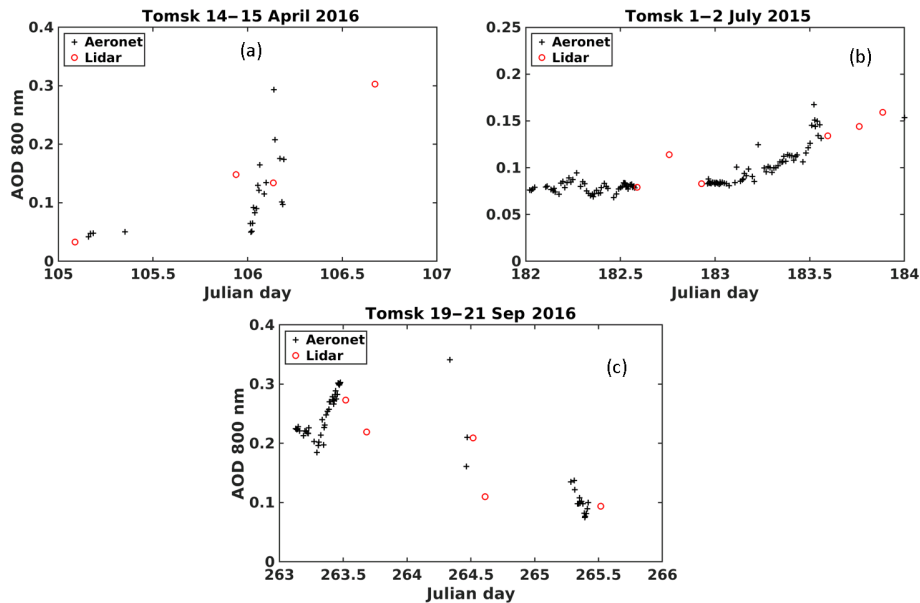 Tomsk 14−15 April 2016
0.4
0.3
0.2
0.1
0
AOD 800 nm
Aeronet
Lidar
(a)
105 105.5 106 106.5 107
Julian day
Tomsk 1−2 July 2015
0.25
0.2
0.15
0.1
0.05
0
Aeronet
Lidar
(b)
182 182.5 183 183.5 184
Julian day
Tomsk 19−21 Sep 2016
0.4
0.3
0.2
0.1
0
AOD 800 nm
Aeronet
Lidar
(c)
263 263.5 264 264.5 265 265.5 266
Julian day